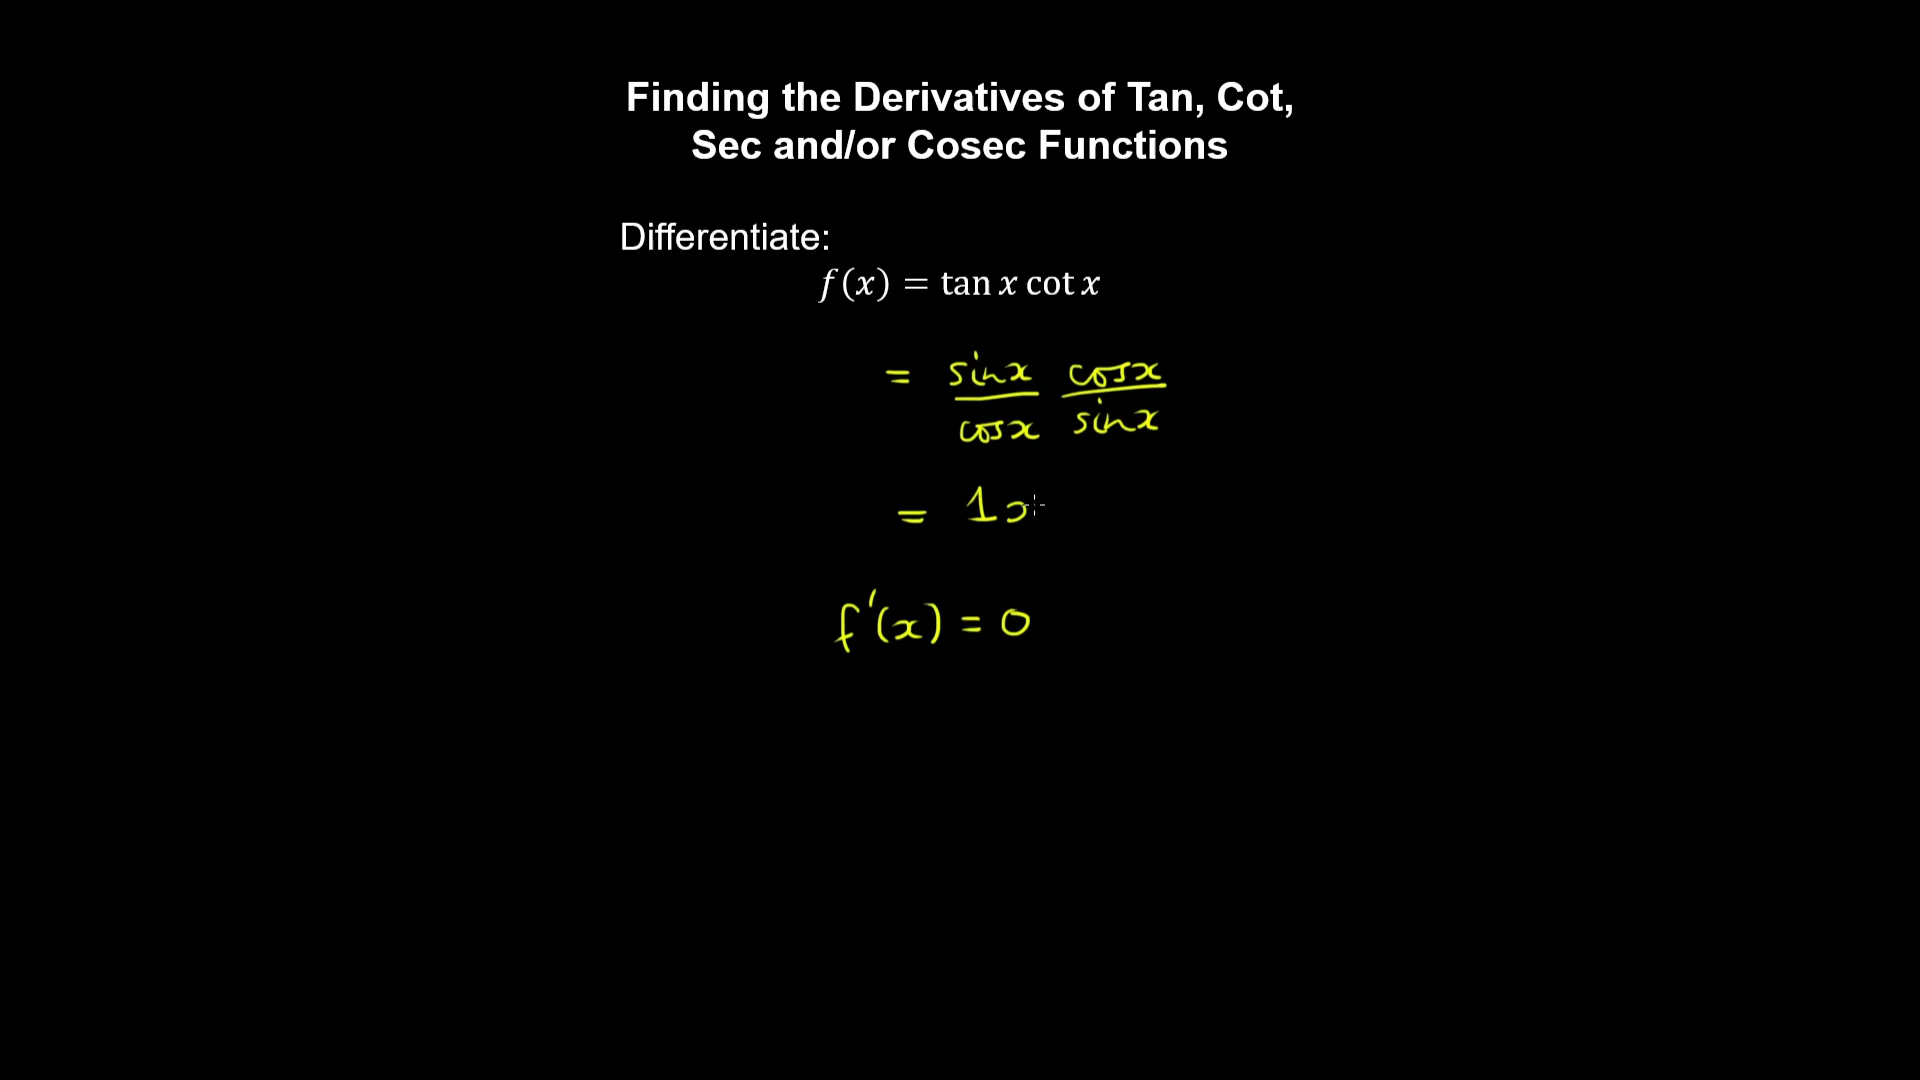 Finding the Derivatives of Tan, Cot,
Sec and/or Cosec Functions
Differentiate:
f(x) = tan x cot x
= sinx/cosx cosx/sinx
= 1
f'(x) = 0